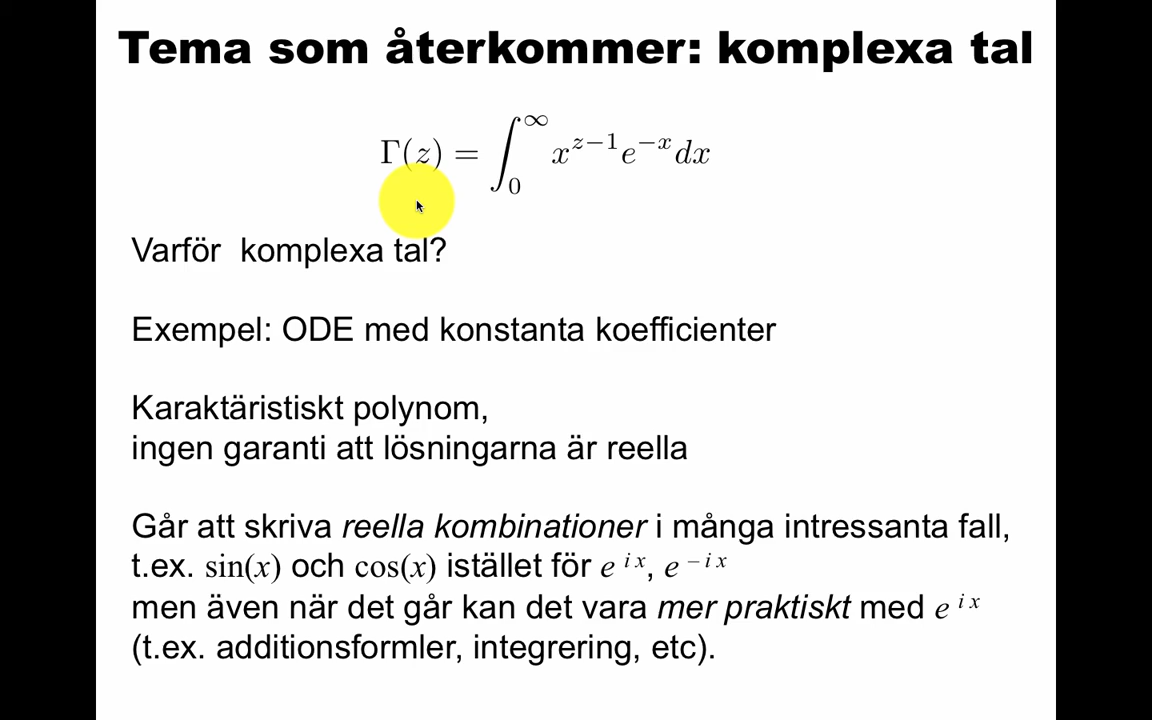 Tema som återkommer: komplexa tal
Γ(z) = ∫₀^∞ x^{z−1} e^{−x} dx
Varför  komplexa tal?
Exempel: ODE med konstanta koefficienter
Karaktäristiskt polynom,
ingen garanti att lösningarna är reella
Går att skriva reella kombinationer i många intressanta fall,
t.ex. sin(x) och cos(x) istället för e^{ix}, e^{−ix}
men även när det går kan det vara mer praktiskt med e^{ix}
(t.ex. additionsformler, integrering, etc).